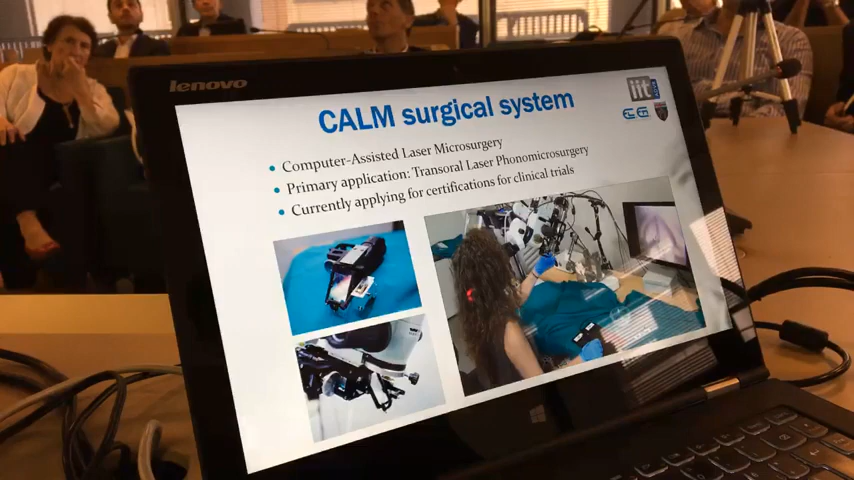 lenovo
CALM surgical system
iit
• Computer-Assisted Laser Microsurgery
• Primary application: Transoral Laser Phonomicrosurgery
• Currently applying for certifications for clinical trials